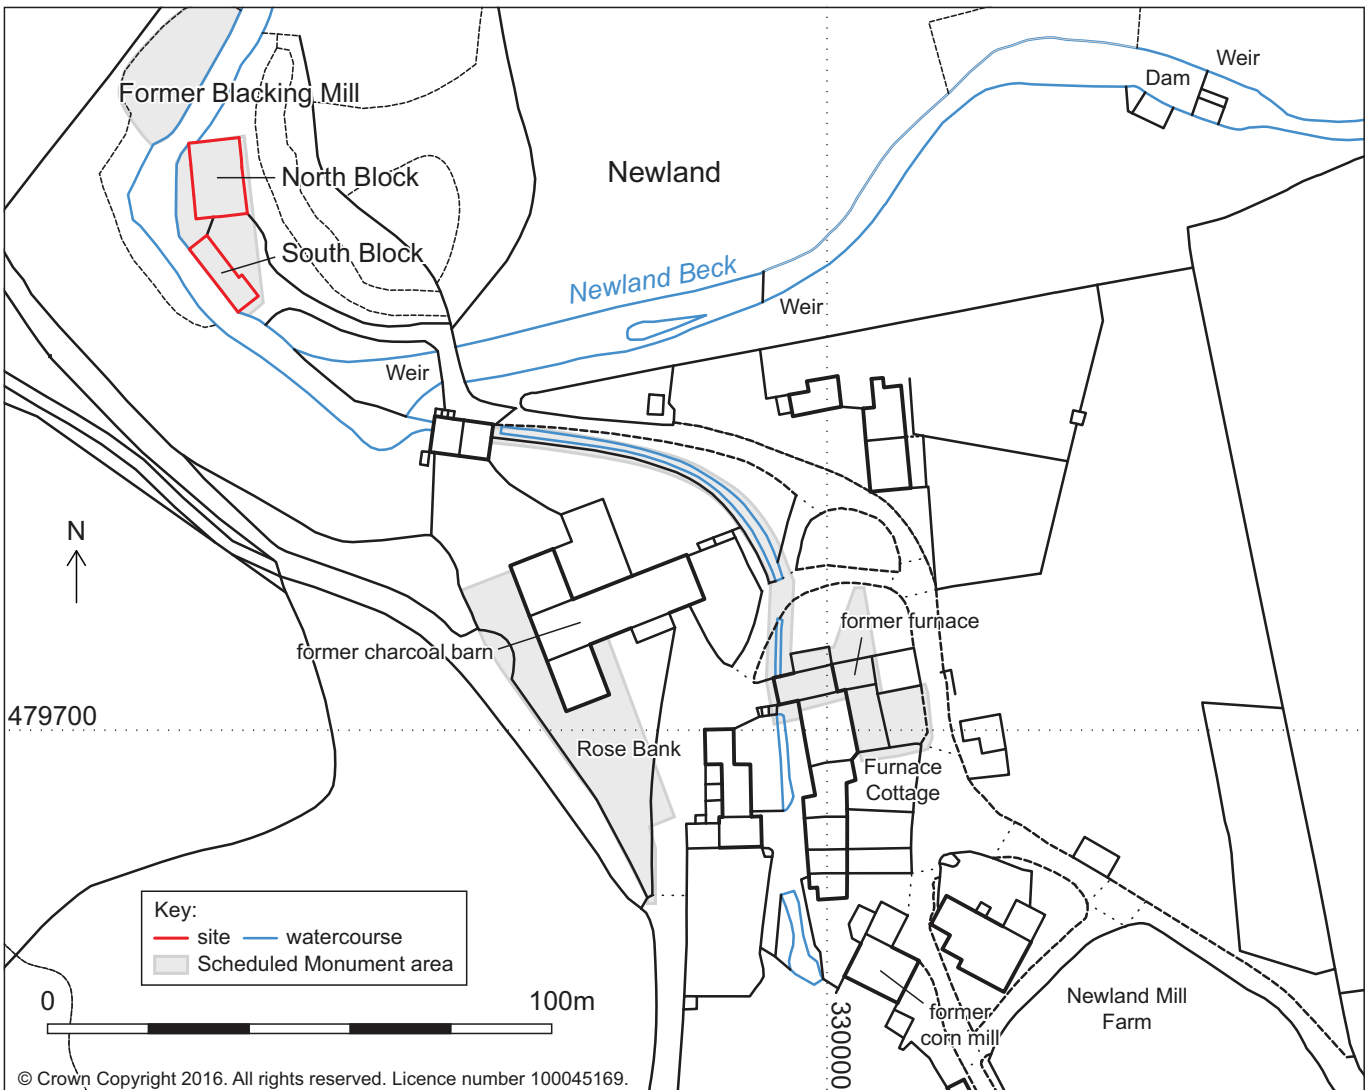 Weir
Dam
Former Blacking Mill
North Block
Newland
South Block
Newland Beck
Weir
Weir
N
former furnace
former charcoal barn
479700
Rose Bank
Furnace
Cottage
Key:
site
watercourse
Scheduled Monument area
0
100m
Newland Mill
Farm
former
corn mill
330000
© Crown Copyright 2016. All rights reserved. Licence number 100045169.